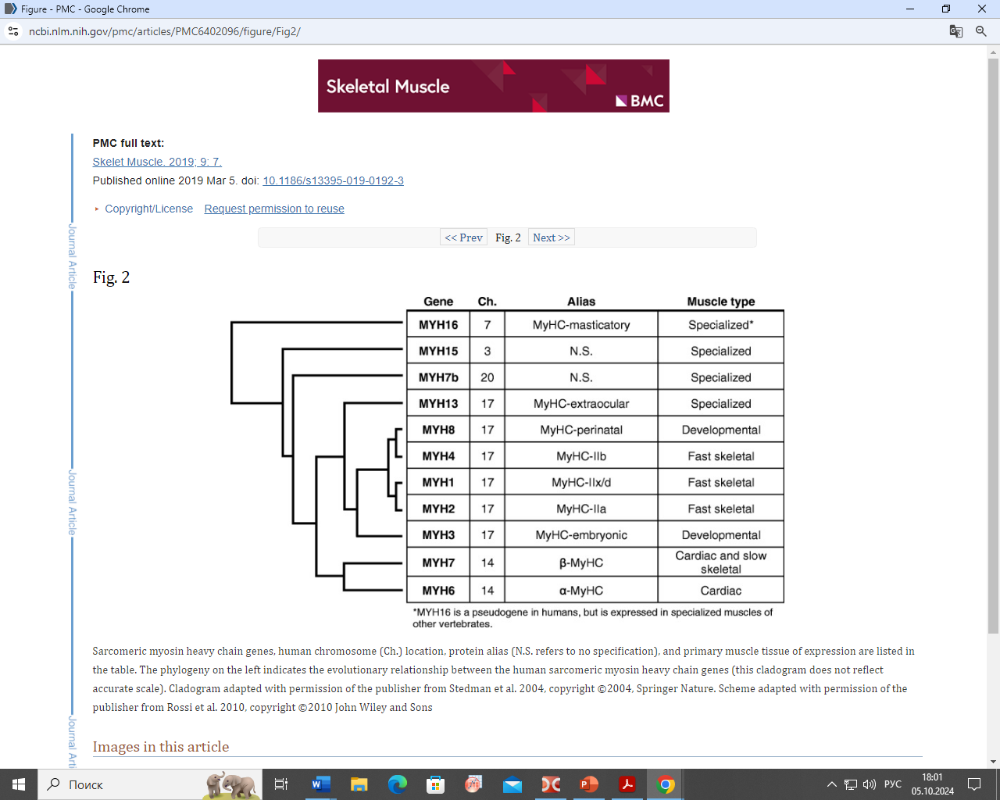 Figure - PMC - Google Chrome
ncbi.nlm.nih.gov/pmc/articles/PMC6402096/figure/Fig2/
Skeletal Muscle
BMC
PMC full text:
Skelet Muscle. 2019; 9: 7.
Published online 2019 Mar 5. doi: 10.1186/s13395-019-0192-3
Copyright/License Request permission to reuse
<< Prev Fig. 2 Next >>
Journal Article
Fig. 2
Gene Ch. Alias Muscle type
MYH16 7 MyHC-masticatory Specialized*
MYH15 3 N.S. Specialized
MYH7b 20 N.S. Specialized
MYH13 17 MyHC-extraocular Specialized
MYH8 17 MyHC-perinatal Developmental
MYH4 17 MyHC-IIb Fast skeletal
MYH1 17 MyHC-IIx/d Fast skeletal
Journal Article
MYH2 17 MyHC-IIa Fast skeletal
MYH3 17 MyHC-embryonic Developmental
MYH7 14 β-MyHC Cardiac and slow
skeletal
MYH6 14 α-MyHC Cardiac
*MYH16 is a pseudogene in humans, but is expressed in specialized muscles of
other vertebrates.
Sarcomeric myosin heavy chain genes, human chromosome (Ch.) location, protein alias (N.S. refers to no specification), and primary muscle tissue of expression are listed in
the table. The phylogeny on the left indicates the evolutionary relationship between the human sarcomeric myosin heavy chain genes (this cladogram does not reflect
accurate scale). Cladogram adapted with permission of the publisher from Stedman et al. 2004, copyright ©2004, Springer Nature. Scheme adapted with permission of the
publisher from Rossi et al. 2010, copyright ©2010 John Wiley and Sons
Journal Arti
Images in this article
Поиск
РУС
18:01
05.10.2024